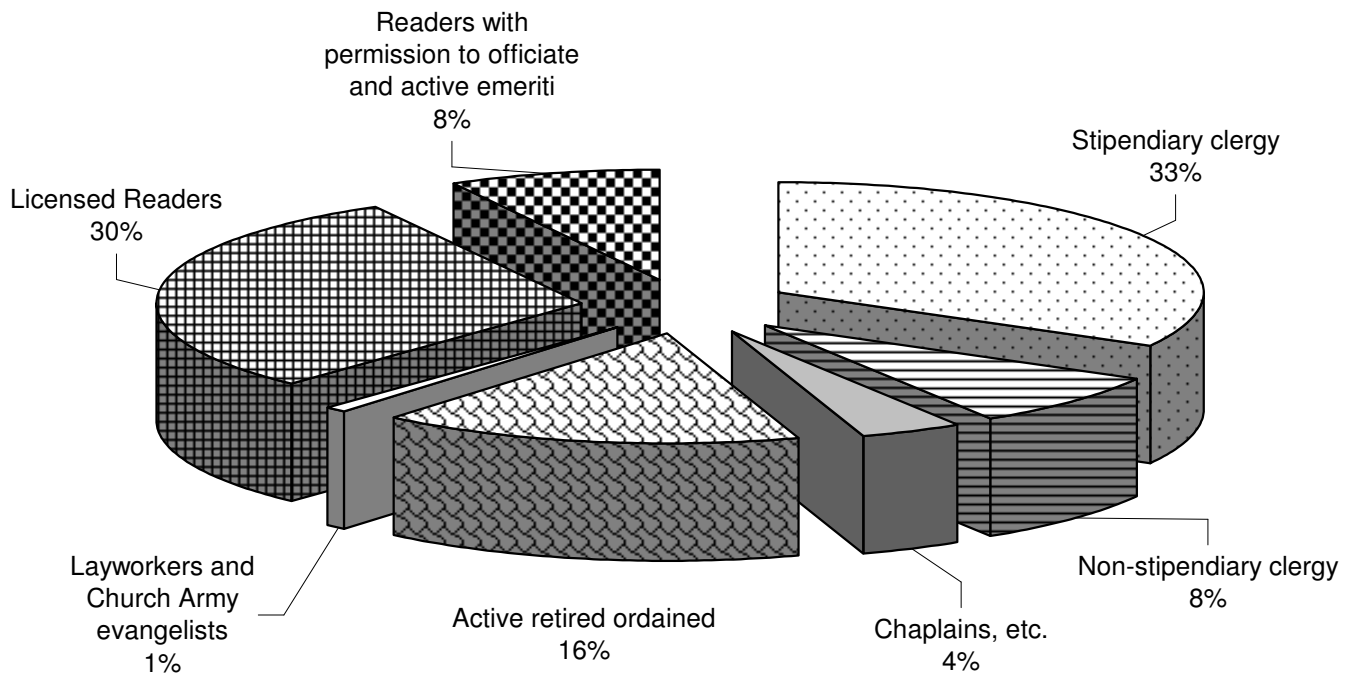 Readers with
permission to officiate
and active emeriti
8%
Stipendiary clergy
33%
Licensed Readers
30%
Layworkers and
Church Army
evangelists
1%
Active retired ordained
16%
Chaplains, etc.
4%
Non-stipendiary clergy
8%